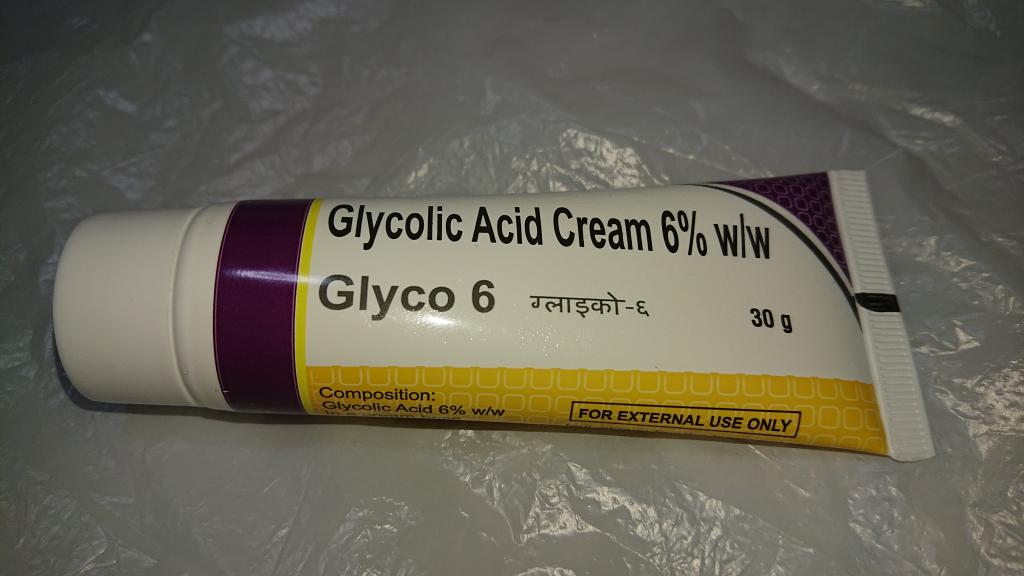 Glycolic Acid Cream 6% w/w
Glyco 6 ग्लाइको-६
30 g
Composition:
Glycolic Acid 6% w/w
FOR EXTERNAL USE ONLY